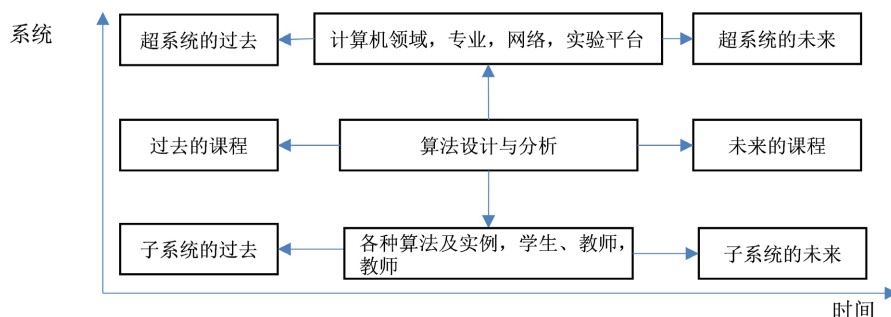 系统
超系统的过去
计算机领域，专业，网络，实验平台
超系统的未来
过去的课程
算法设计与分析
未来的课程
子系统的过去
各种算法及实例，学生、教师，
教师
子系统的未来
时间